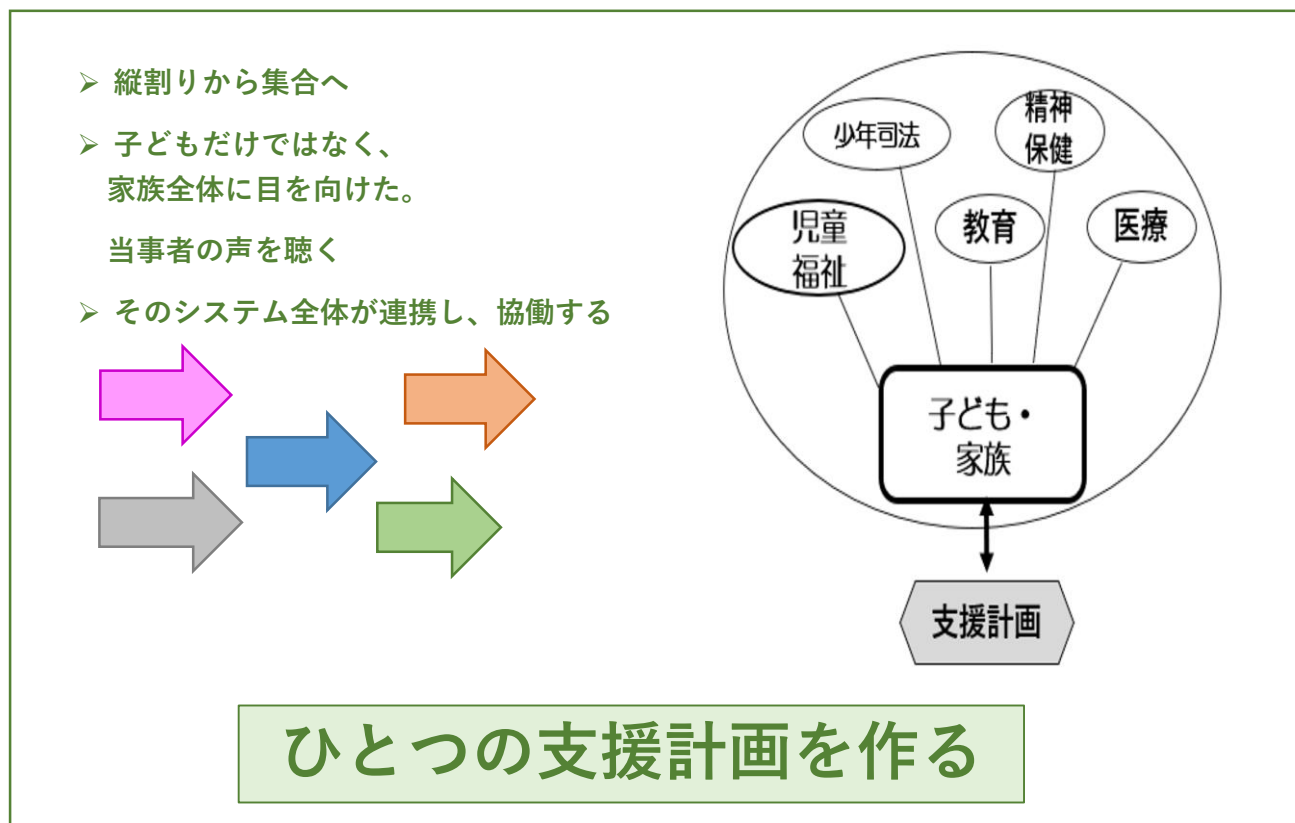 ➢ 縦割りから集合へ
➢ 子どもだけではなく、
家族全体に目を向けた。
当事者の声を聴く
➢ そのシステム全体が連携し、協働する
少年司法
精神
保健
児童
福祉
教育
医療
子ども・
家族
支援計画
ひとつの支援計画を作る